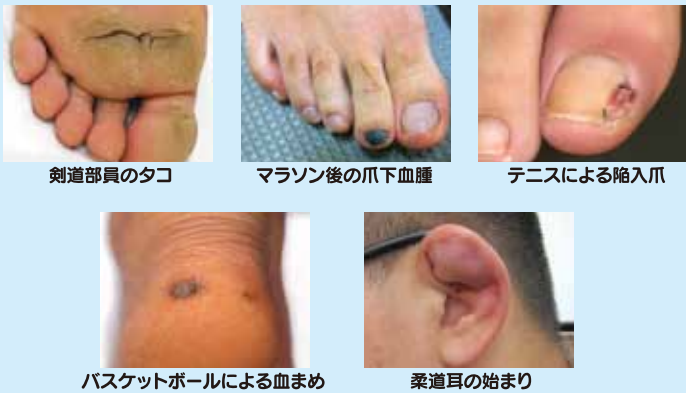 剣道部員のタコ
マラソン後の爪下血腫
テニスによる陥入爪
バスケットボールによる血まめ
柔道耳の始まり